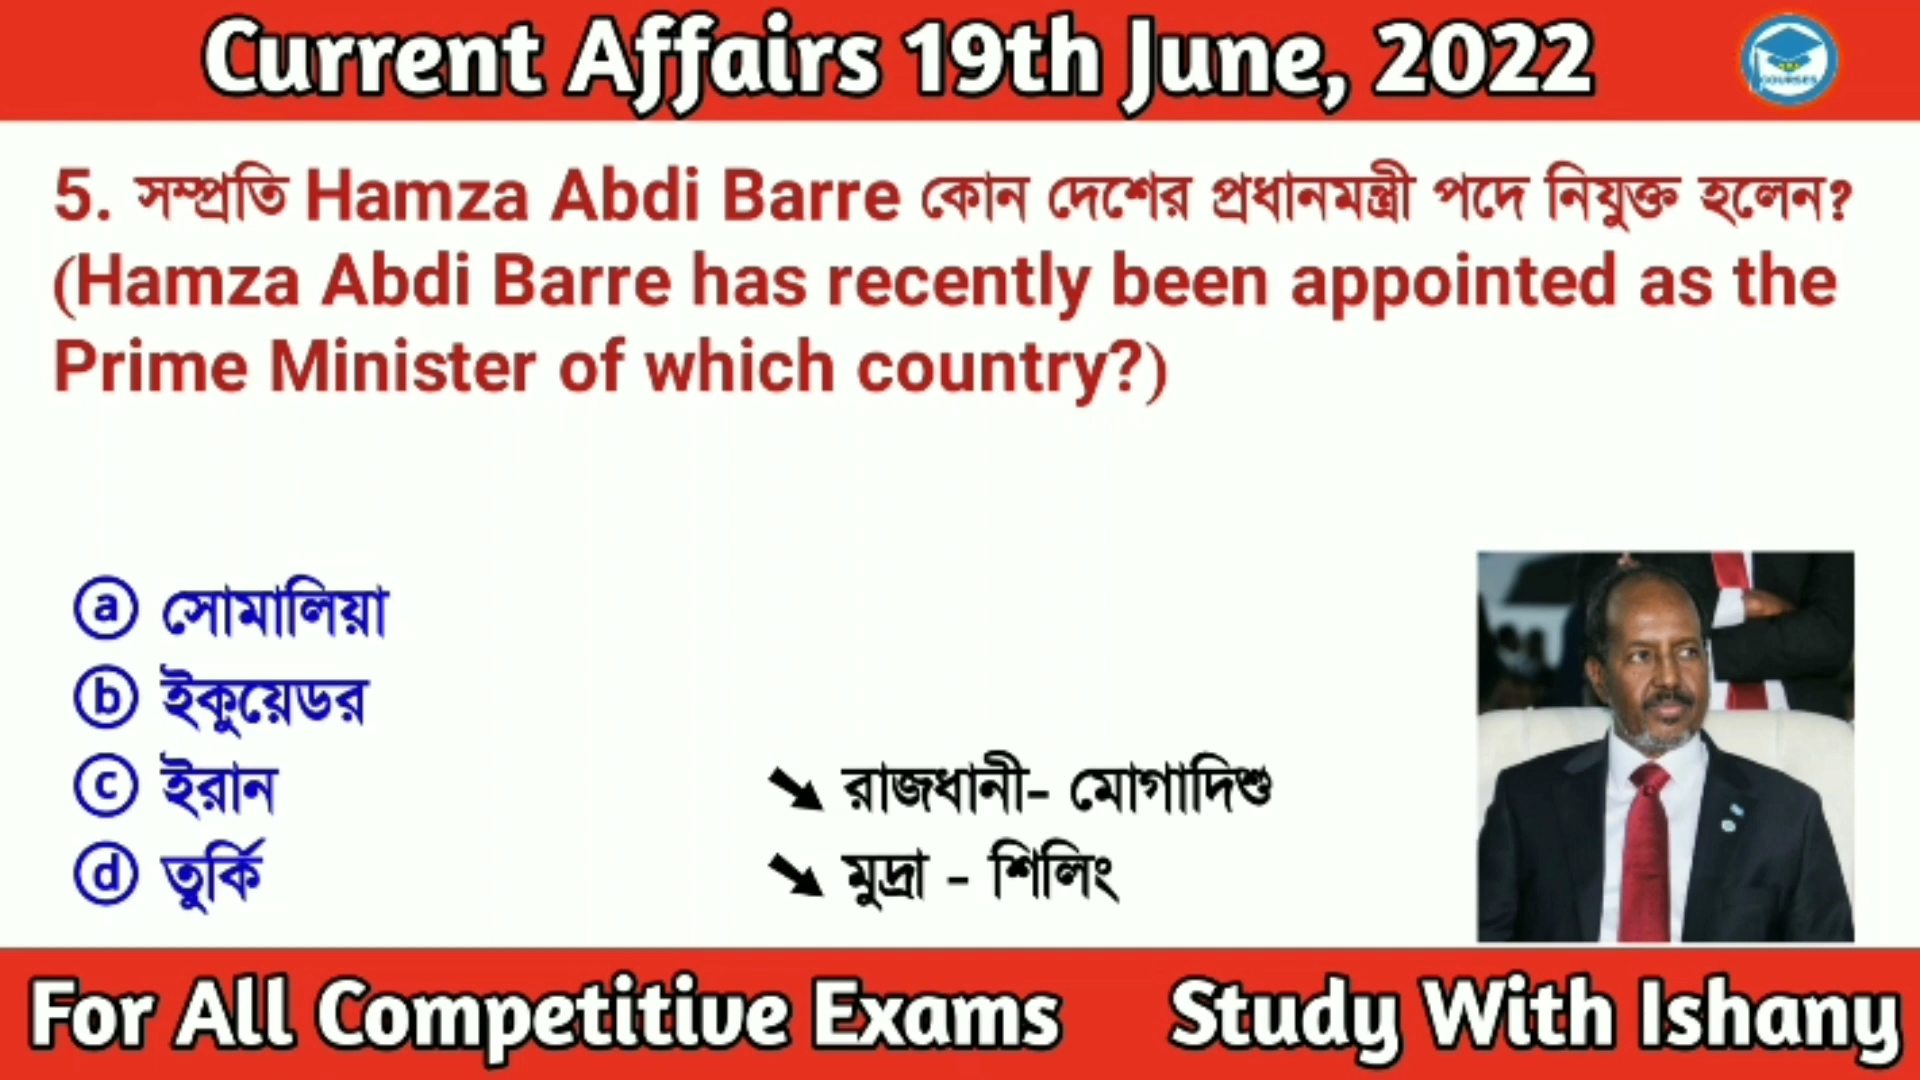 Current Affairs 19th June, 2022
COURSES
5. সম্প্রতি Hamza Abdi Barre কোন দেশের প্রধানমন্ত্রী পদে নিযুক্ত হলেন?
(Hamza Abdi Barre has recently been appointed as the
Prime Minister of which country?)
ⓐ সোমালিয়া
ⓑ ইকুয়েডর
ⓒ ইরান
ⓓ তুর্কি
➘ রাজধানী- মোগাদিশু
➘ মুদ্রা - শিলিং
For All Competitive Exams Study With Ishany